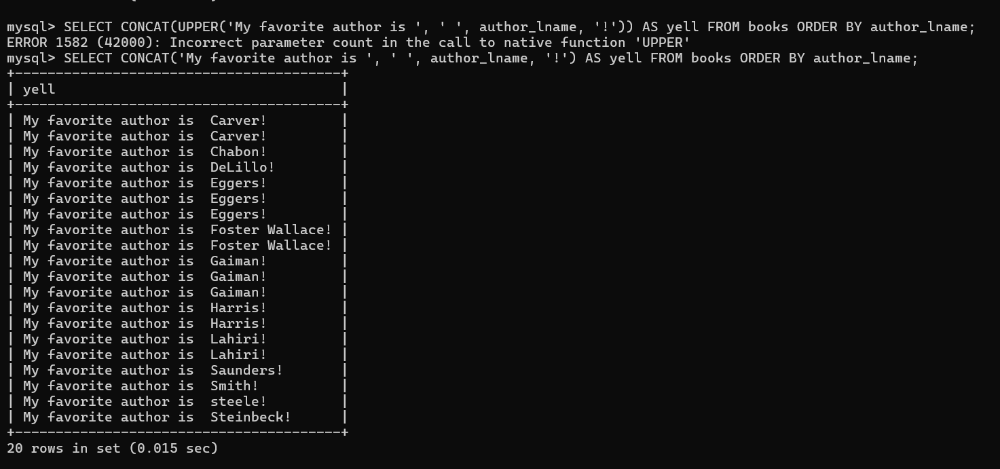 mysql> SELECT CONCAT(UPPER('My favorite author is ', ' ', author_lname, '!')) AS yell FROM books ORDER BY author_lname;
ERROR 1582 (42000): Incorrect parameter count in the call to native function 'UPPER'
mysql> SELECT CONCAT('My favorite author is ', ' ', author_lname, '!') AS yell FROM books ORDER BY author_lname;
+----------------------------------------+
| yell                                   |
+----------------------------------------+
| My favorite author is  Carver!         |
| My favorite author is  Carver!         |
| My favorite author is  Chabon!         |
| My favorite author is  DeLillo!        |
| My favorite author is  Eggers!         |
| My favorite author is  Eggers!         |
| My favorite author is  Eggers!         |
| My favorite author is  Foster Wallace! |
| My favorite author is  Foster Wallace! |
| My favorite author is  Gaiman!         |
| My favorite author is  Gaiman!         |
| My favorite author is  Gaiman!         |
| My favorite author is  Harris!         |
| My favorite author is  Harris!         |
| My favorite author is  Lahiri!         |
| My favorite author is  Lahiri!         |
| My favorite author is  Saunders!       |
| My favorite author is  Smith!          |
| My favorite author is  steele!         |
| My favorite author is  Steinbeck!      |
+----------------------------------------+
20 rows in set (0.015 sec)